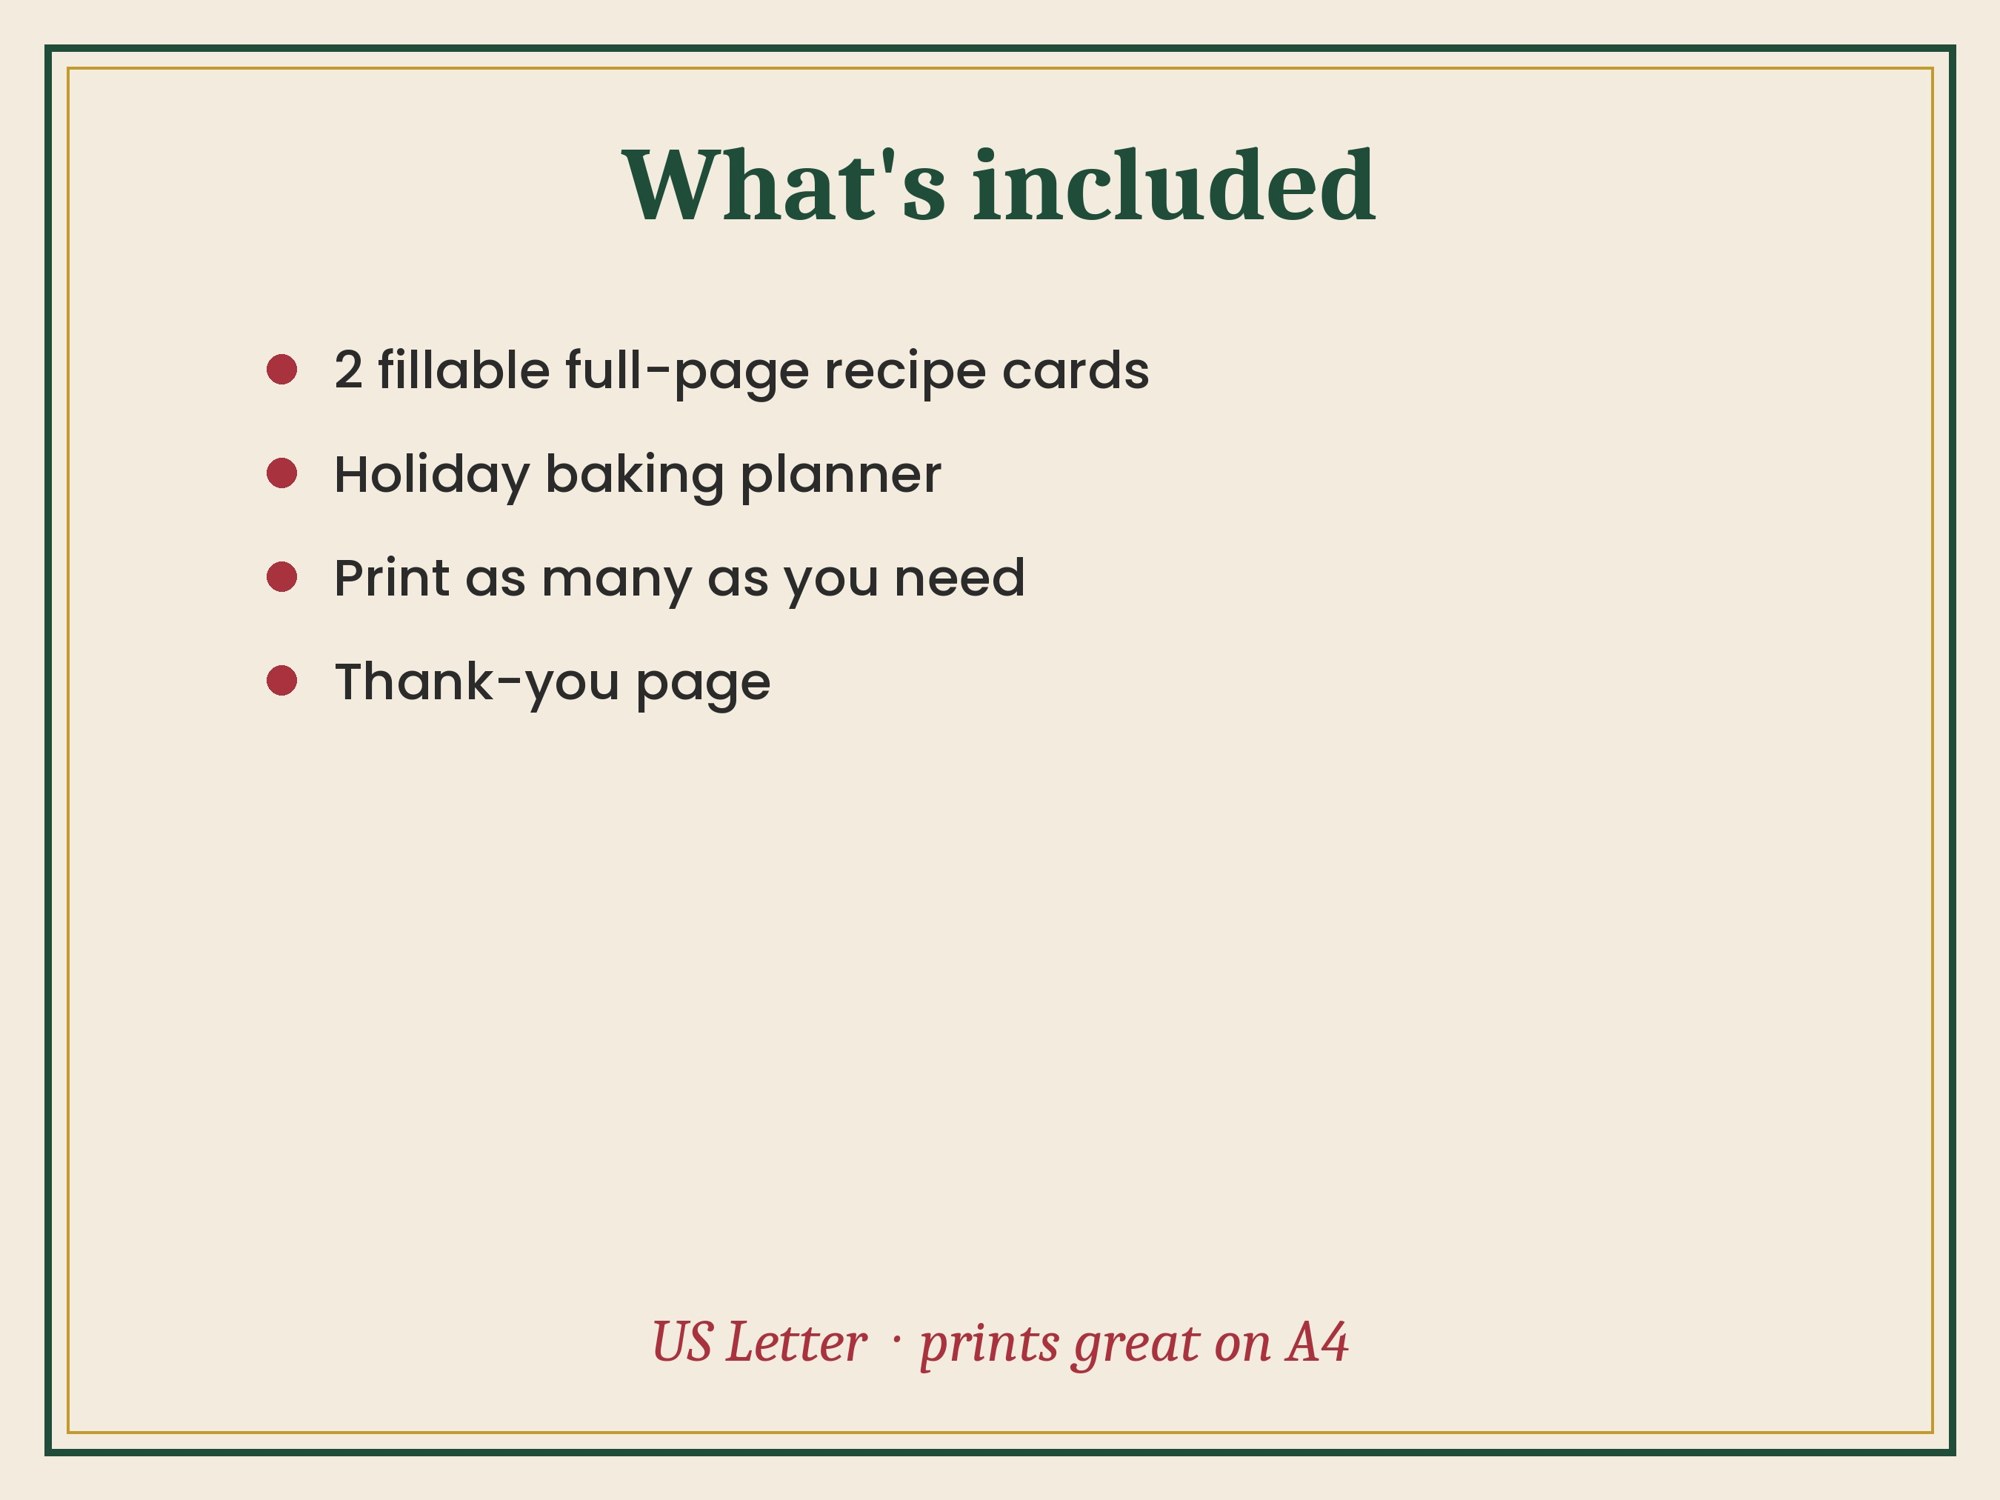 What's included
2 fillable full-page recipe cards
Holiday baking planner
Print as many as you need
Thank-you page
US Letter · prints great on A4